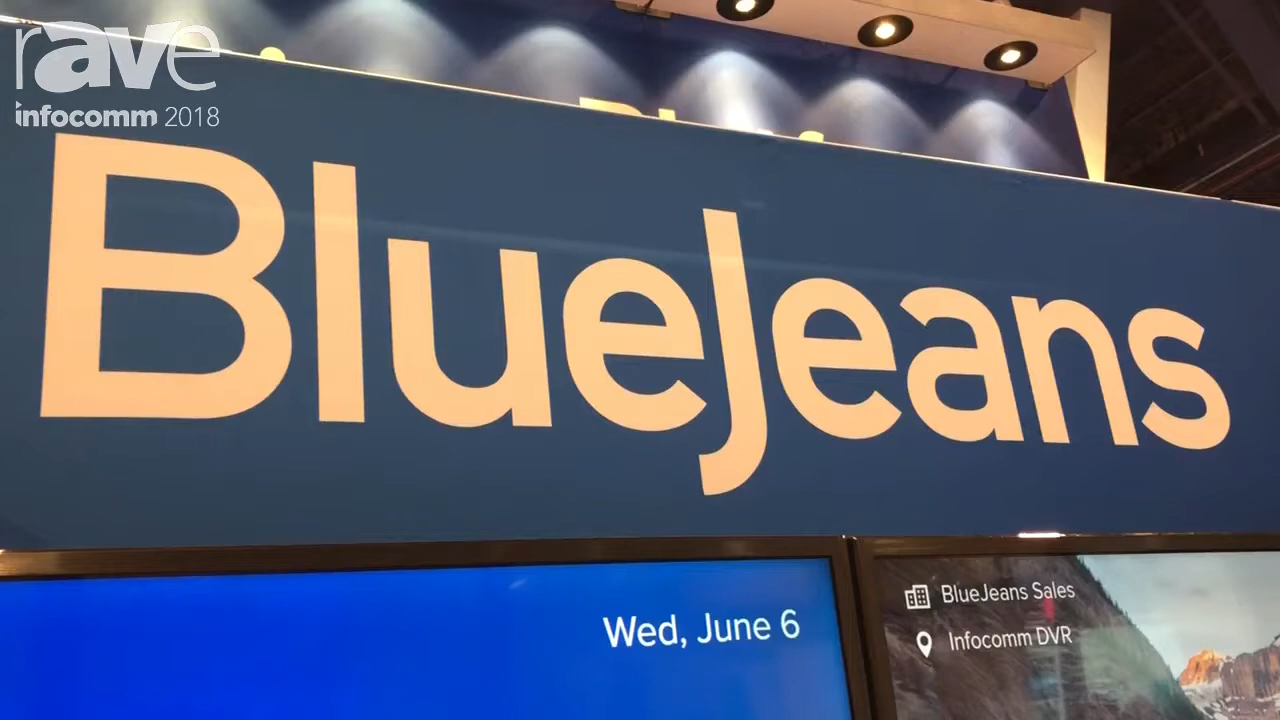 rAVe
infocomm 2018
BlueJeans
Wed, June 6
BlueJeans Sales
Infocomm DVR